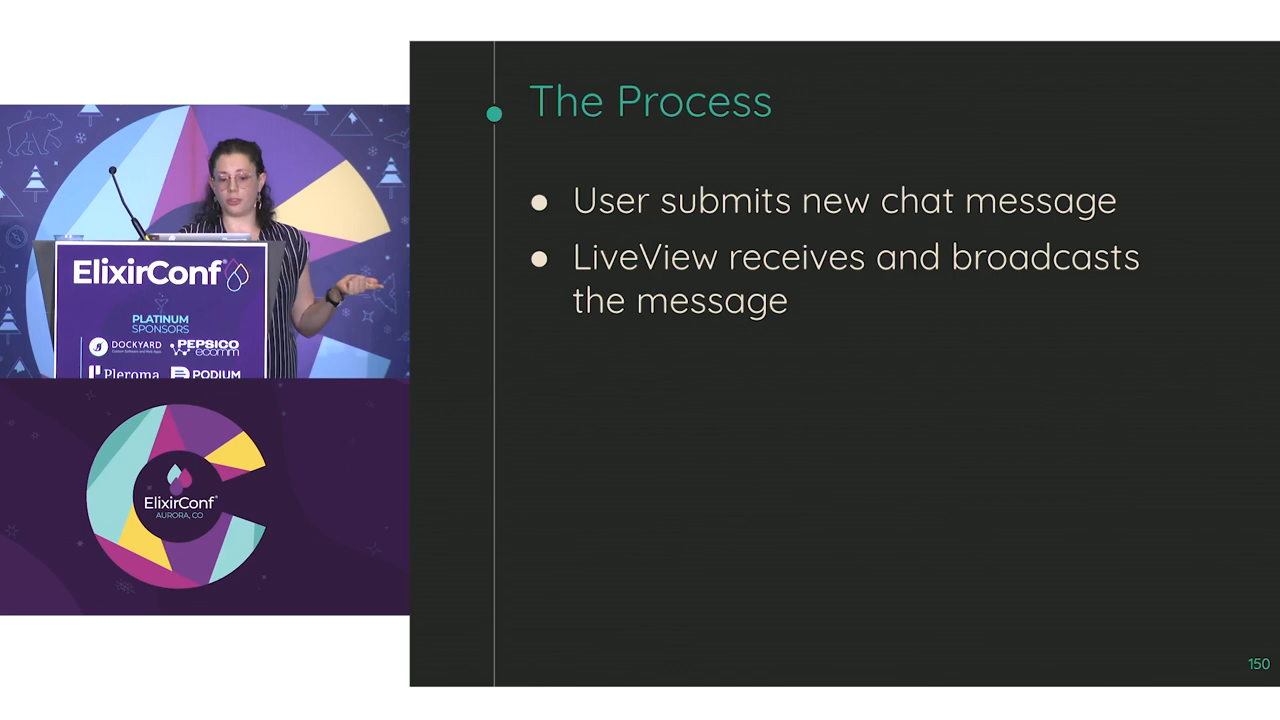 ElixirConf®
PLATINUM
SPONSORS
DOCKYARD
PEPSICO
ecomm
Pleroma
PODIUM
ElixirConf®
AURORA, CO
The Process
● User submits new chat message
● LiveView receives and broadcasts
the message
150